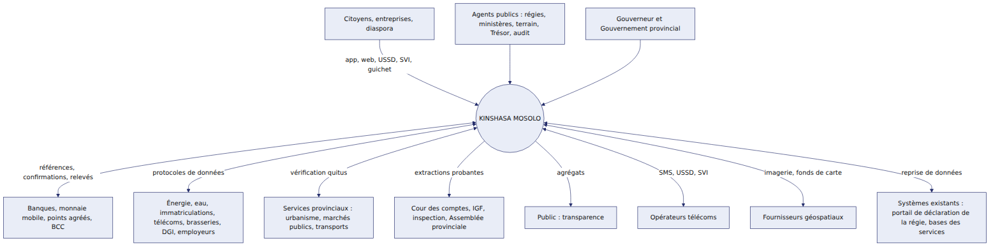 Citoyens, entreprises,
diaspora
Agents publics : régies,
ministères, terrain,
Trésor, audit
Gouverneur et
Gouvernement provincial
app, web, USSD, SVI,
guichet
KINSHASA MOSOLO
références,
confirmations, relevés
protocoles de données
vérification quitus
extractions probantes
agrégats
SMS, USSD, SVI
imagerie, fonds de carte
reprise de données
Banques, monnaie
mobile, points agréés,
BCC
Énergie, eau,
immatriculations,
télécoms, brasseries,
DGI, employeurs
Services provinciaux :
urbanisme, marchés
publics, transports
Cour des comptes, IGF,
inspection, Assemblée
provinciale
Public : transparence
Opérateurs télécoms
Fournisseurs géospatiaux
Systèmes existants :
portail de déclaration de
la régie, bases des
services